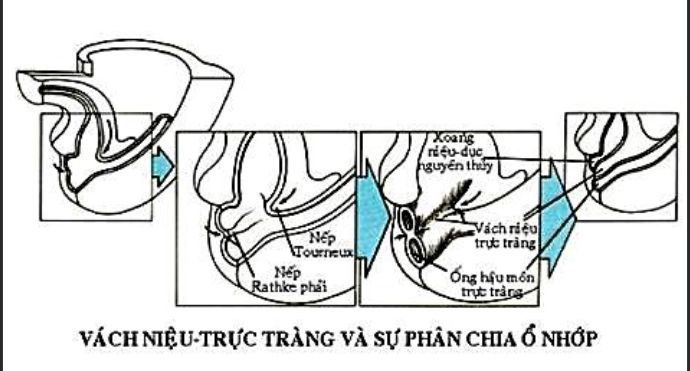 Nếp
Tourneux
Nếp
Rathke phải
Xoang
niệu-dục
nguyên thủy
Vách niệu
trực tràng
Ống hậu môn
trực tràng
VÁCH NIỆU-TRỰC TRÀNG VÀ SỰ PHÂN CHIA Ổ NHỚP